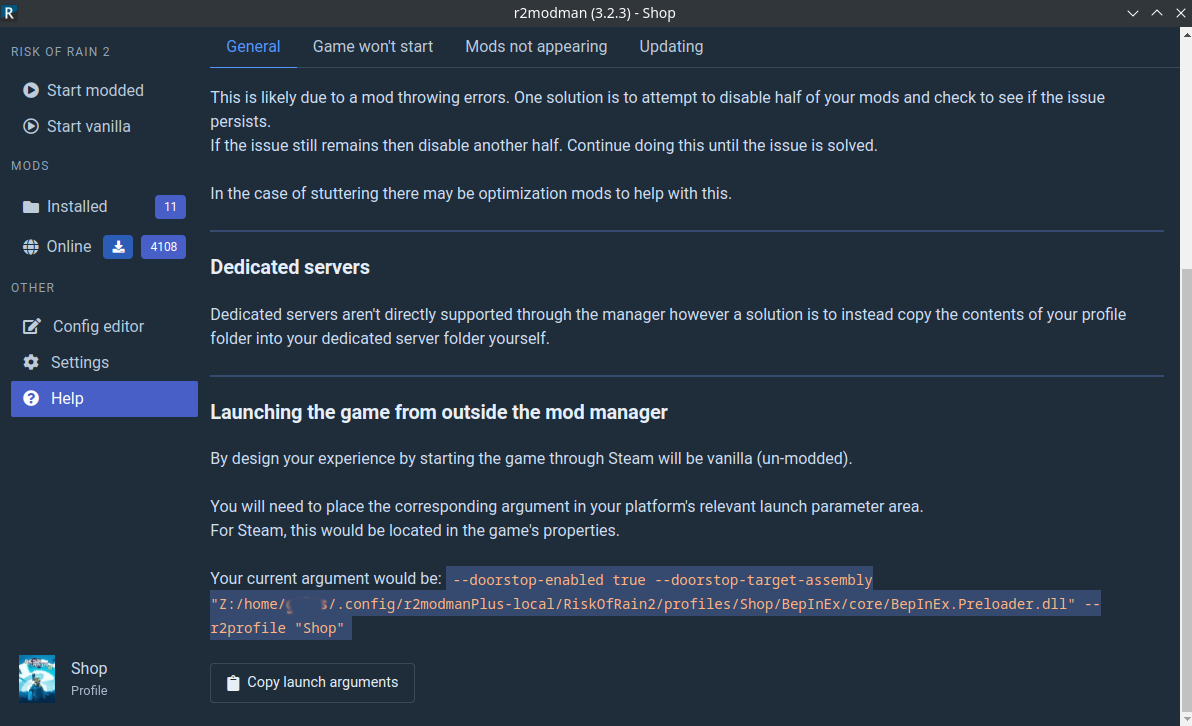 R
r2modman (3.2.3) - Shop
RISK OF RAIN 2
Start modded
Start vanilla
MODS
Installed 11
Online 4108
OTHER
Config editor
Settings
Help
General Game won't start Mods not appearing Updating
This is likely due to a mod throwing errors. One solution is to attempt to disable half of your mods and check to see if the issue
persists.
If the issue still remains then disable another half. Continue doing this until the issue is solved.
In the case of stuttering there may be optimization mods to help with this.
Dedicated servers
Dedicated servers aren't directly supported through the manager however a solution is to instead copy the contents of your profile
folder into your dedicated server folder yourself.
Launching the game from outside the mod manager
By design your experience by starting the game through Steam will be vanilla (un-modded).
You will need to place the corresponding argument in your platform's relevant launch parameter area.
For Steam, this would be located in the game's properties.
Your current argument would be: --doorstop-enabled true --doorstop-target-assembly
"Z:/home/ /.config/r2modmanPlus-local/RiskOfRain2/profiles/Shop/BepInEx/core/BepInEx.Preloader.dll" --
r2profile "Shop"
Copy launch arguments
Shop
Profile